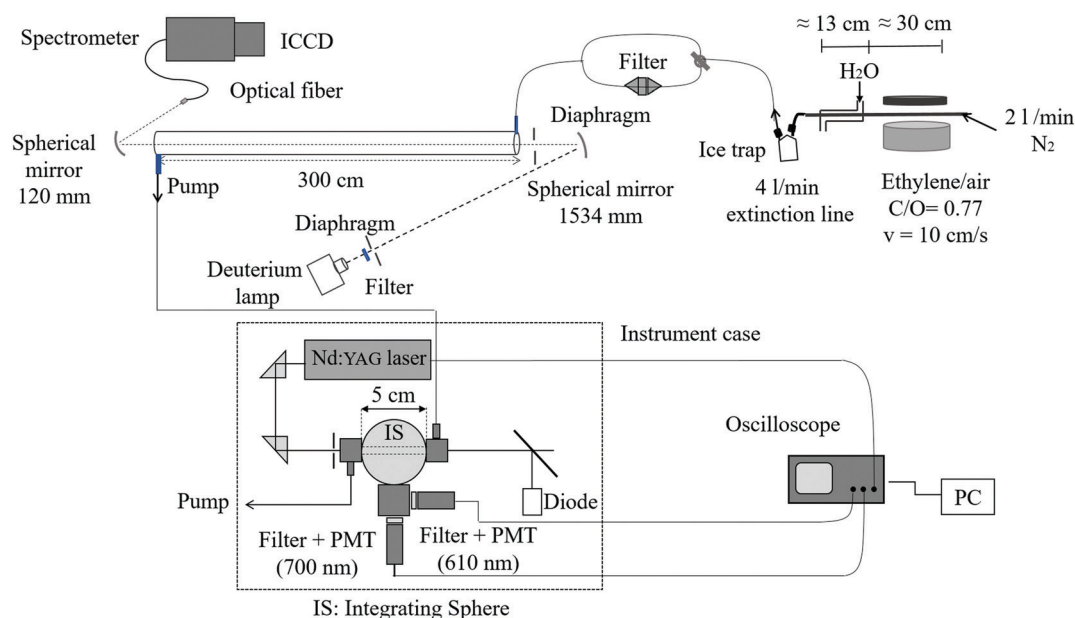 Spectrometer
ICCD
Optical fiber
Spherical
mirror
120 mm
Pump
300 cm
Filter
Diaphragm
Spherical mirror
1534 mm
≈ 13 cm
≈ 30 cm
H2O
Ice trap
4 l/min
extinction line
2 l/min
N2
Ethylene/air
C/O= 0.77
v = 10 cm/s
Diaphragm
Deuterium
lamp
Filter
Nd:YAG laser
Instrument case
5 cm
IS
Oscilloscope
Diode
PC
Pump
Filter + PMT
(700 nm)
Filter + PMT
(610 nm)
IS: Integrating Sphere